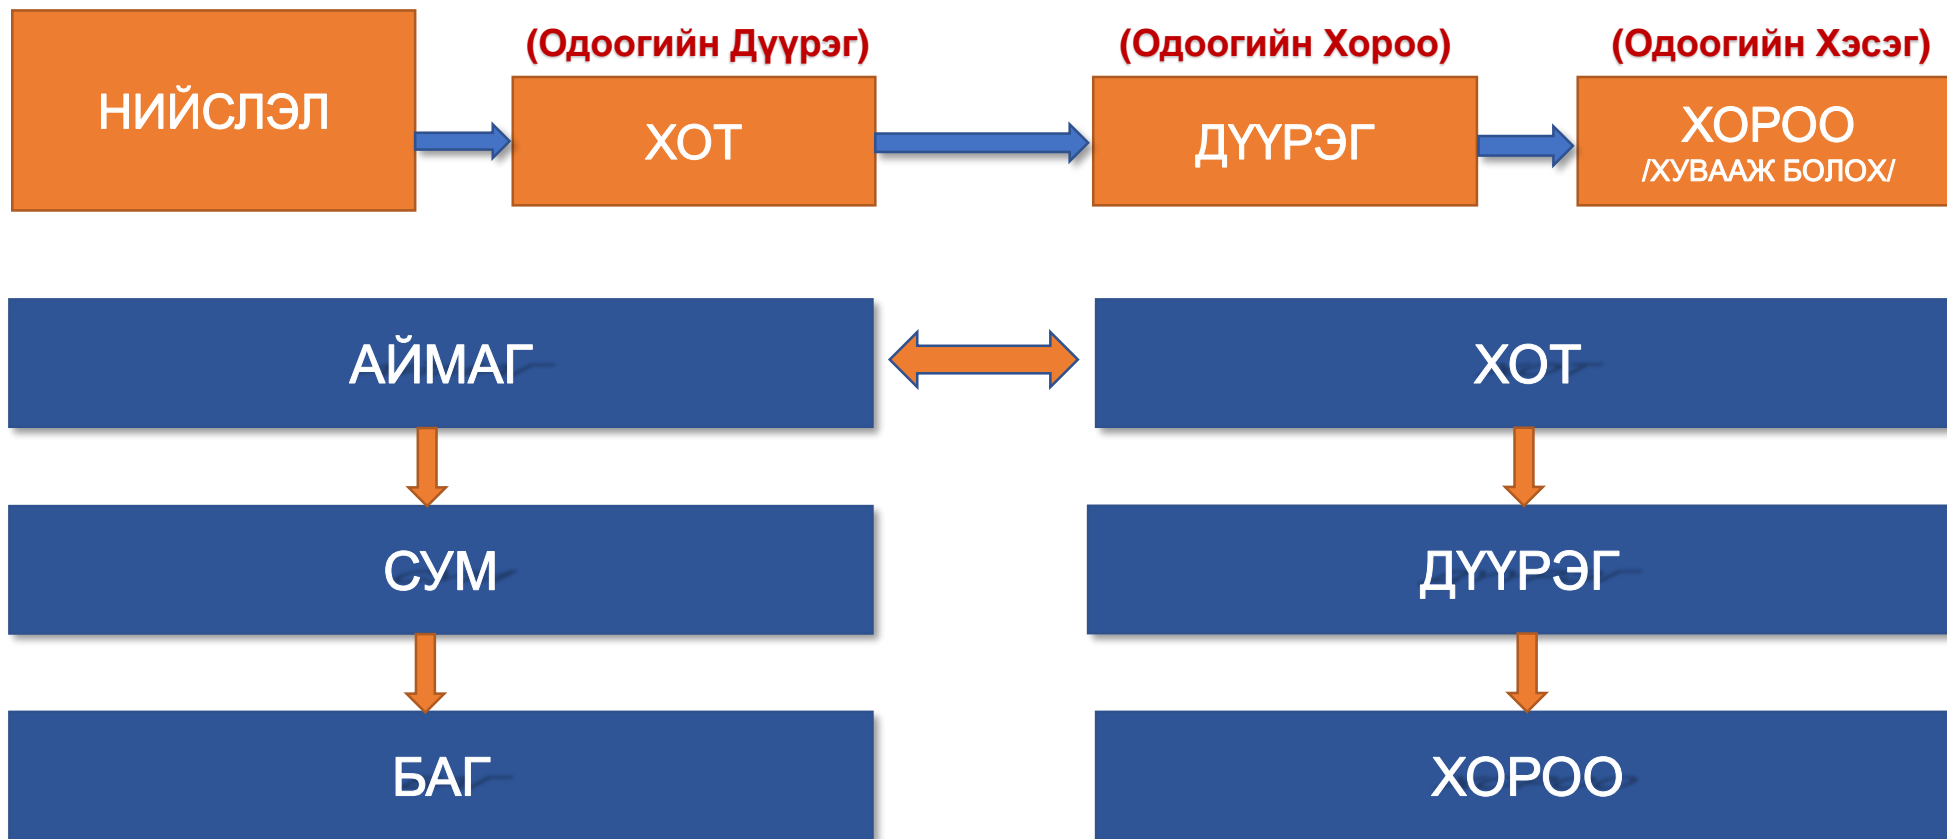 НИЙСЛЭЛ
(Одоогийн Дүүрэг)
ХОТ
(Одоогийн Хороо)
ДҮҮРЭГ
(Одоогийн Хэсэг)
ХОРОО
/ХУВААЖ БОЛОХ/
АЙМАГ
ХОТ
СУМ
ДҮҮРЭГ
БАГ
ХОРОО